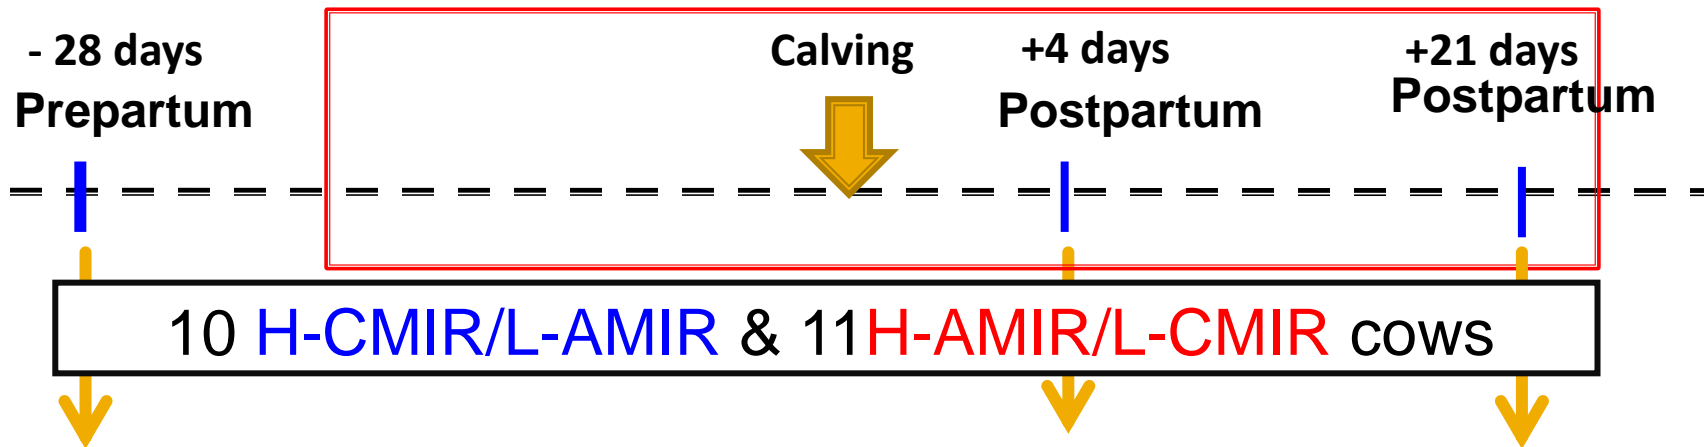 - 28 days
Prepartum
Calving
+4 days
Postpartum
+21 days
Postpartum
10 H-CMIR/L-AMIR & 11H-AMIR/L-CMIR cows